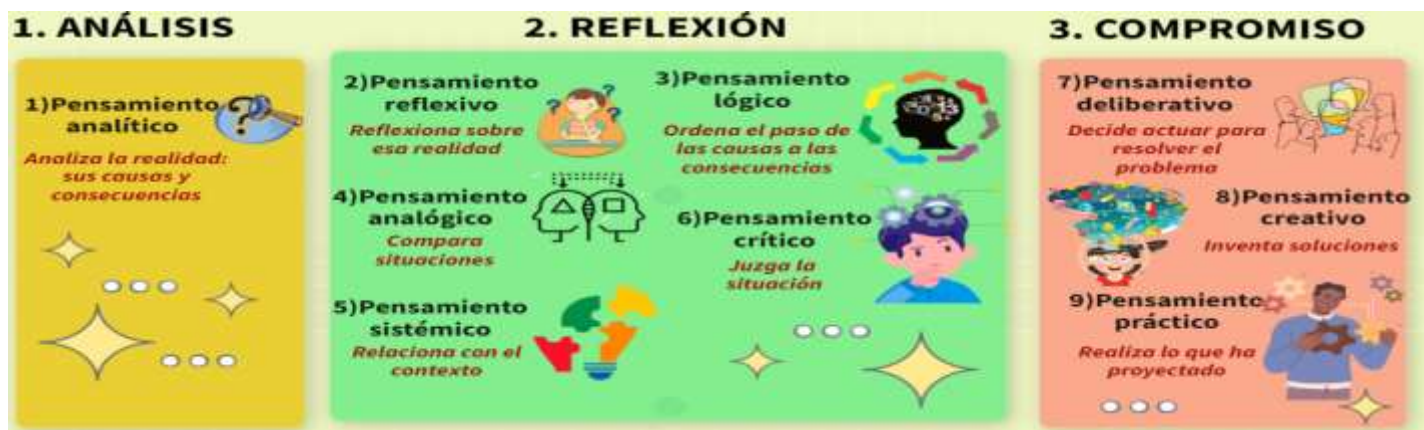 1. ANÁLISIS
1)Pensamiento
analítico
Analiza la realidad:
sus causas y
consecuencias
2. REFLEXIÓN
2)Pensamiento
reflexivo
Reflexiona sobre
esa realidad
3)Pensamiento
lógico
Ordena el paso de
las causas a las
consecuencias
4)Pensamiento
analógico
Compara
situaciones
5)Pensamiento
sistémico
Relaciona con el
contexto
6)Pensamiento
crítico
Juzga la
situación
3. COMPROMISO
7)Pensamiento
deliberativo
Decide actuar para
resolver el
problema
8)Pensamiento
creativo
Inventa soluciones
9)Pensamiento
práctico
Realiza lo que ha
proyectado